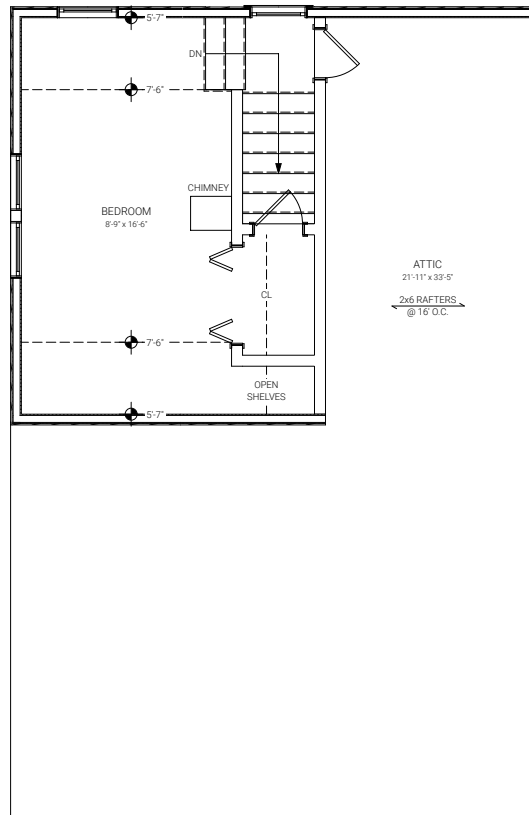 5'-7"
DN
7'-6"
CHIMNEY
BEDROOM
8'-9" x 16'-6"
ATTIC
21'-11" x 33'-5"
2x6 RAFTERS
@ 16' O.C.
CL
7'-6"
OPEN
SHELVES
5'-7"